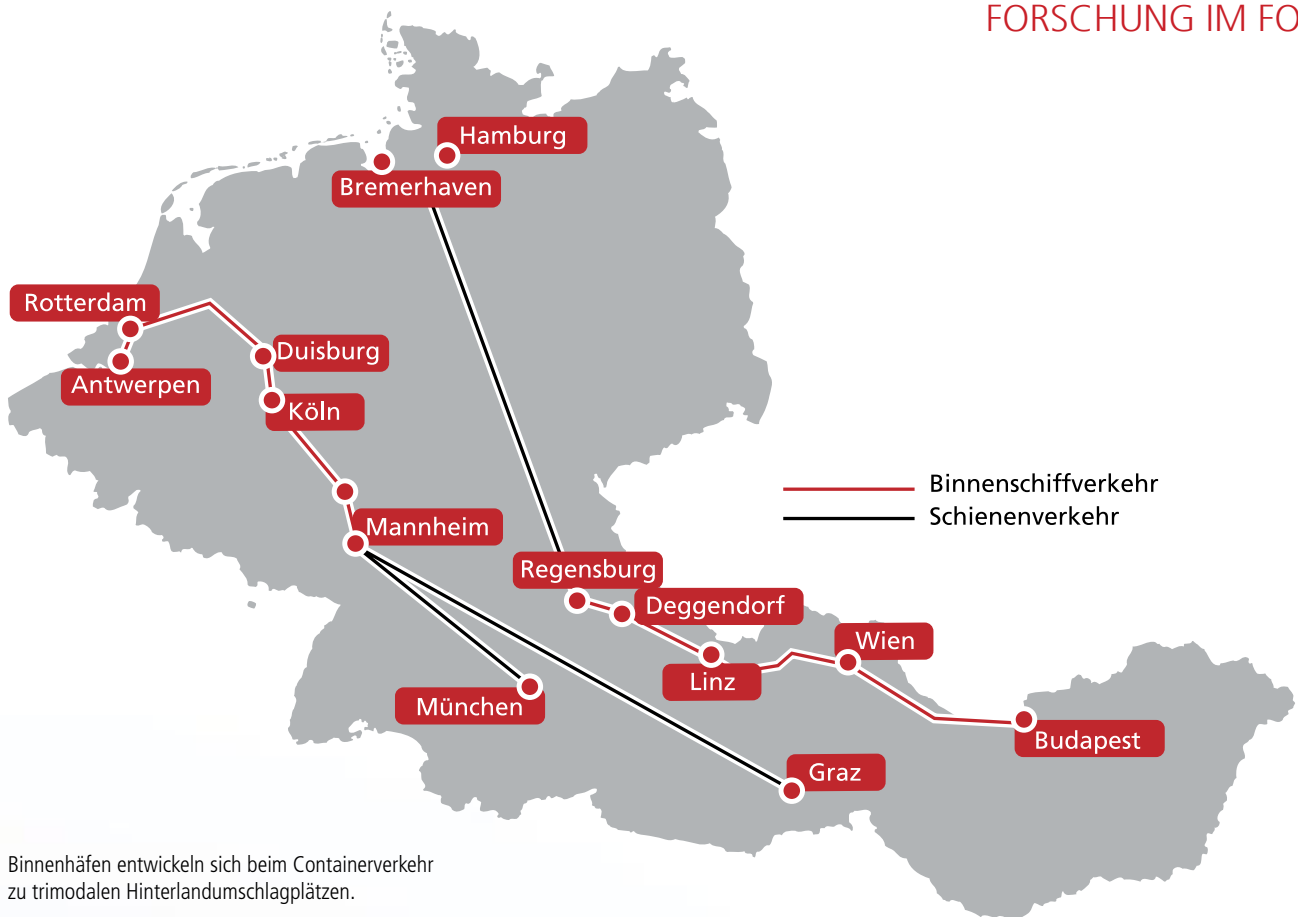 FORSCHUNG IM FO
Hamburg
Bremerhaven
Rotterdam
Antwerpen
Duisburg
Köln
Mannheim
Binnenschiffverkehr
Schienenverkehr
Regensburg
Deggendorf
Linz
Wien
München
Budapest
Graz
Binnenhäfen entwickeln sich beim Containerverkehr
zu trimodalen Hinterlandumschlagplätzen.